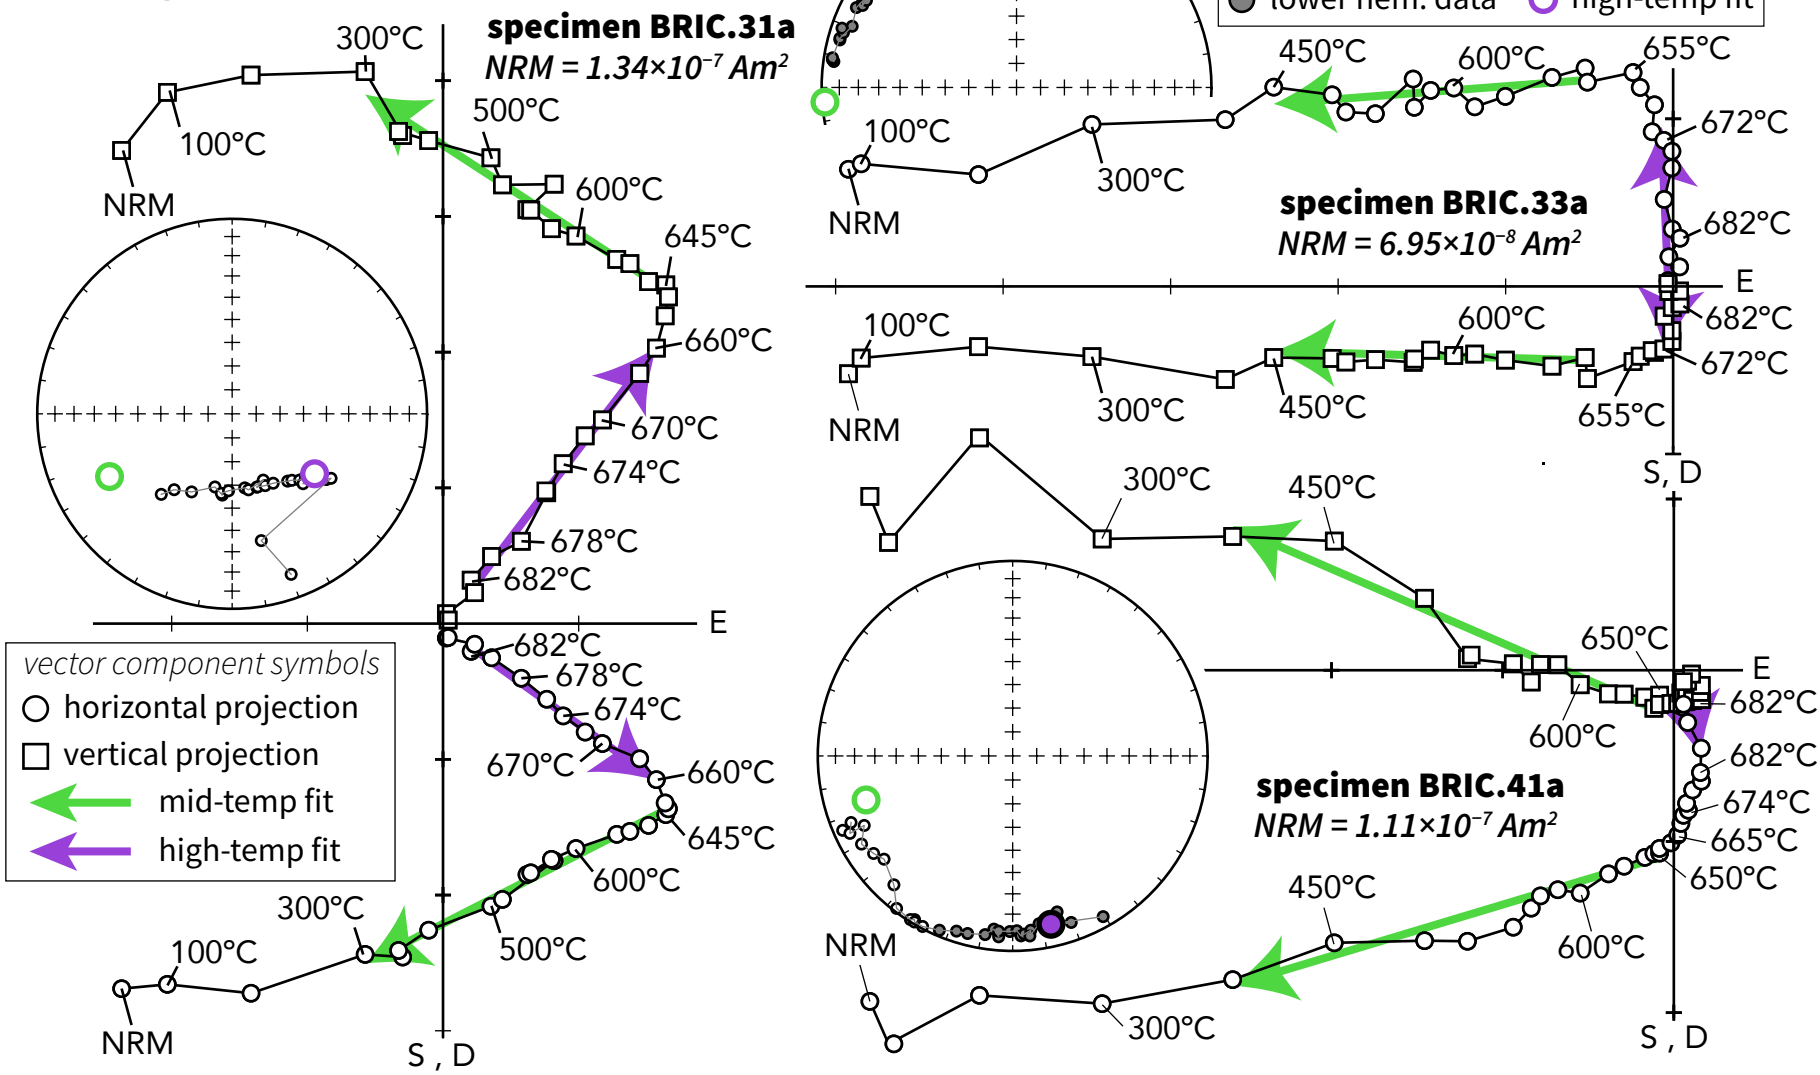 lower hem. data
high-temp fit
specimen BRIC.31a
NRM = 1.34×10⁻⁷ Am²
300°C
100°C
NRM
500°C
600°C
645°C
660°C
670°C
674°C
678°C
682°C
E
682°C
678°C
674°C
670°C
660°C
645°C
600°C
500°C
300°C
100°C
NRM
S , D
vector component symbols
horizontal projection
vertical projection
mid-temp fit
high-temp fit
450°C
600°C
655°C
100°C
300°C
672°C
NRM
specimen BRIC.33a
NRM = 6.95×10⁻⁸ Am²
682°C
E
100°C
600°C
682°C
672°C
NRM
300°C
450°C
655°C
S , D
300°C
450°C
650°C
E
600°C
682°C
682°C
specimen BRIC.41a
NRM = 1.11×10⁻⁷ Am²
674°C
665°C
650°C
450°C
600°C
NRM
300°C
S , D